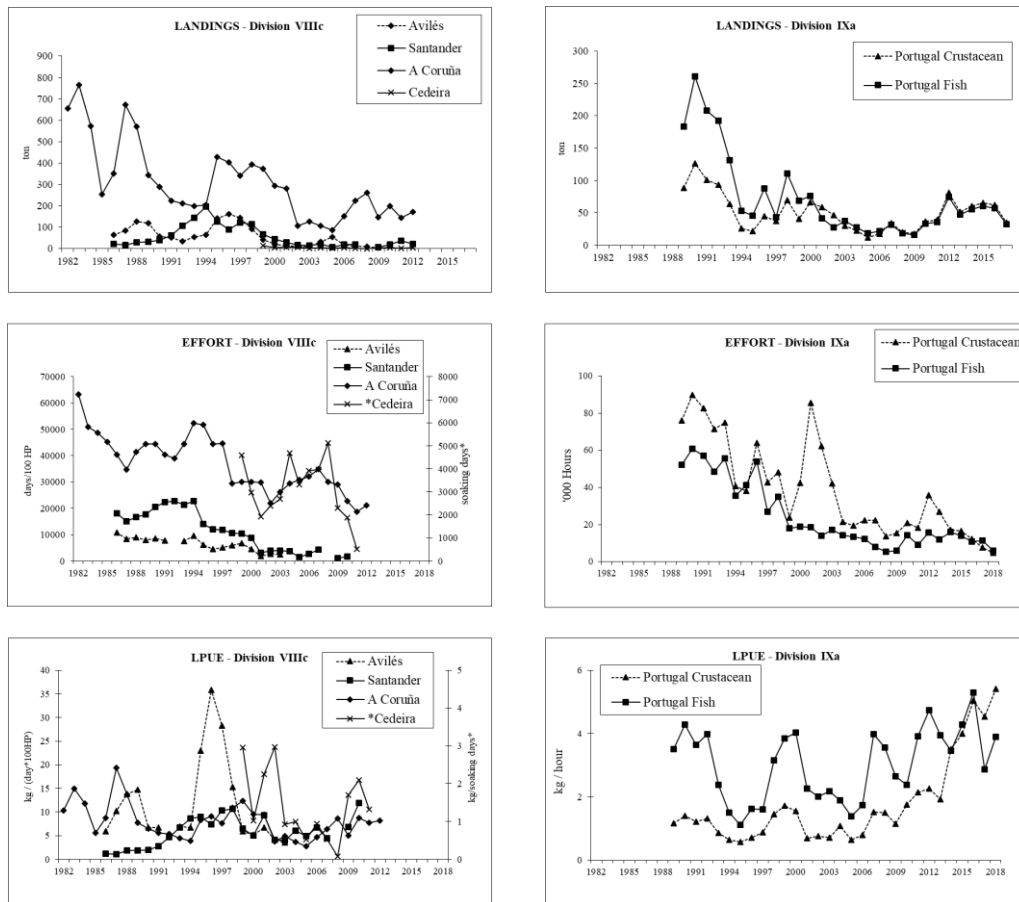 LANDINGS - Division VIIIc
Avilés
Santander
A Coruña
Cedeira
900
800
700
600
500
400
300
200
100
0
ton
1982 1985 1988 1991 1994 1997 2000 2003 2006 2009 2012 2015
LANDINGS - Division IXa
Portugal Crustacean
Portugal Fish
300
250
200
150
100
50
0
ton
1982 1985 1988 1991 1994 1997 2000 2003 2006 2009 2012 2015
EFFORT - Division VIIIc
Avilés
Santander
A Coruña
*Cedeira
70000
60000
50000
40000
30000
20000
10000
0
days/100 HP
8000
7000
6000
5000
4000
3000
2000
1000
0
soaking days*
1982 1985 1988 1991 1994 1997 2000 2003 2006 2009 2012 2015 2018
EFFORT - Division IXa
Portugal Crustacean
Portugal Fish
100
80
60
40
20
0
'000 Hours
1982 1985 1988 1991 1994 1997 2000 2003 2006 2009 2012 2015 2018
LPUE - Division VIIIc
Avilés
Santander
A Coruña
*Cedeira
40
35
30
25
20
15
10
5
0
kg / (day*100HP)
5
4
3
2
1
0
kg/soaking days*
1982 1985 1988 1991 1994 1997 2000 2003 2006 2009 2012 2015 2018
LPUE - Division IXa
Portugal Crustacean
Portugal Fish
6
4
2
0
kg / hour
1982 1985 1988 1991 1994 1997 2000 2003 2006 2009 2012 2015 2018